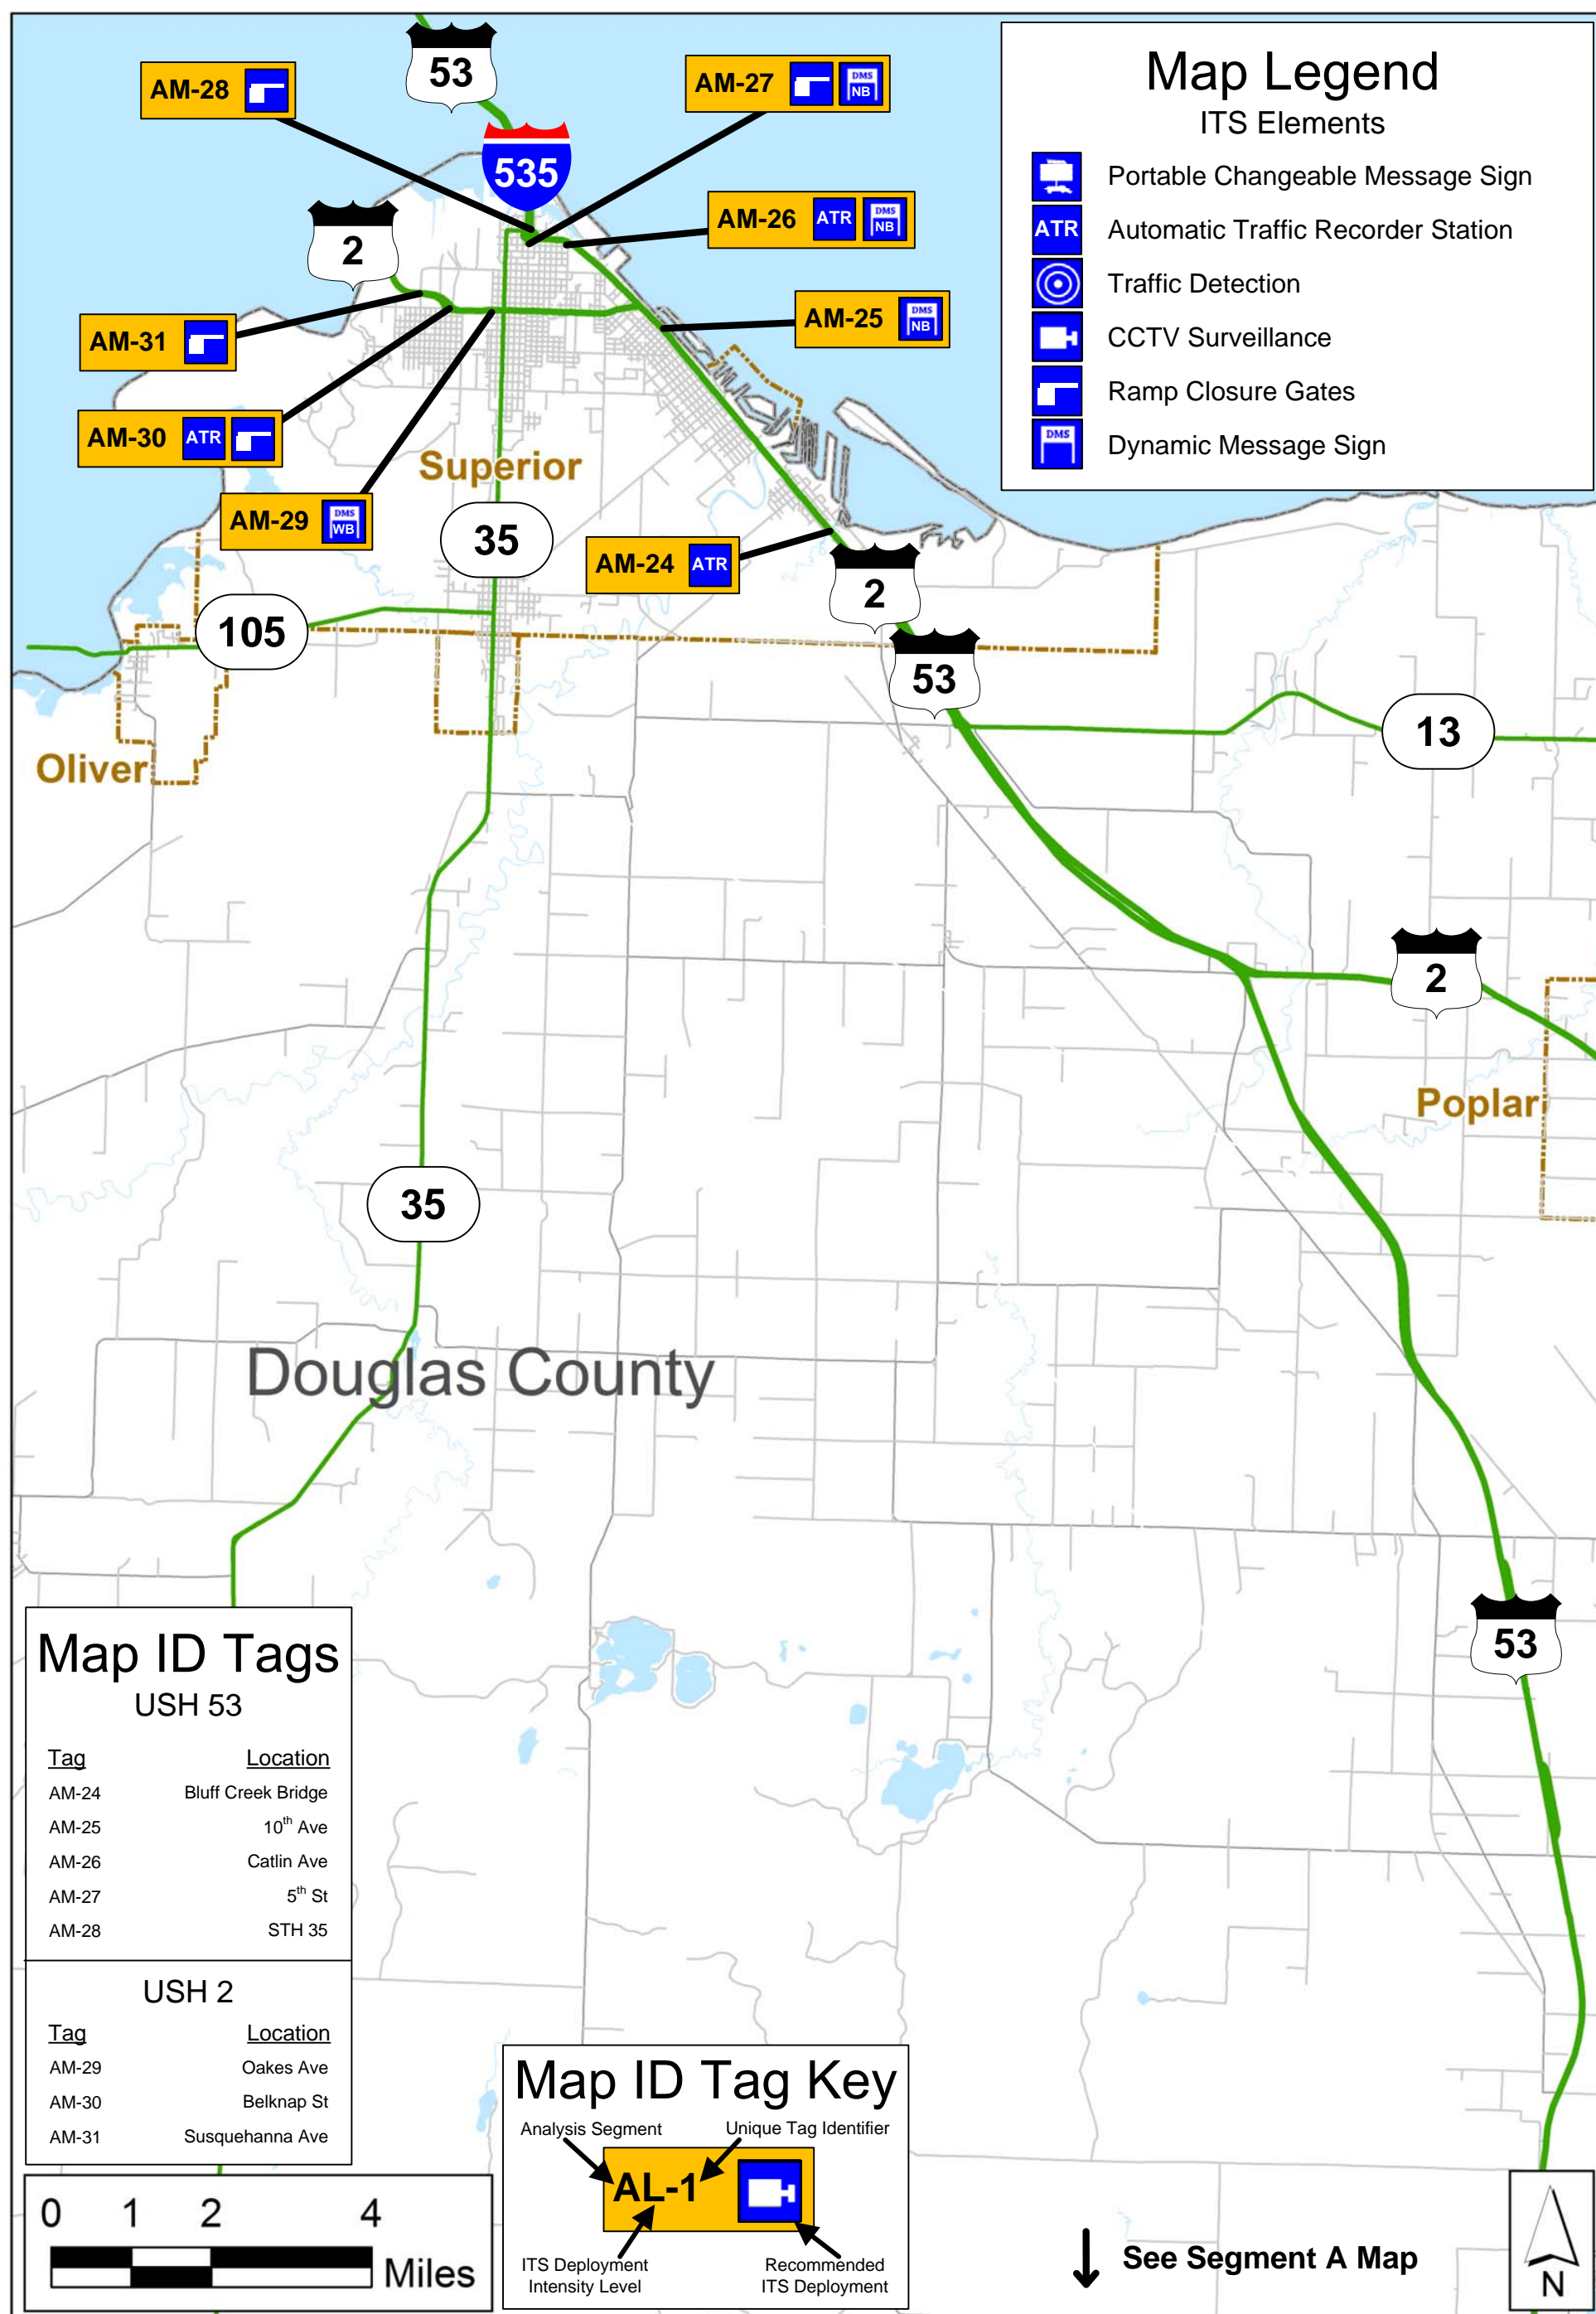 Map Legend
ITS Elements
Portable Changeable Message Sign
ATR Automatic Traffic Recorder Station
Traffic Detection
CCTV Surveillance
Ramp Closure Gates
DMS Dynamic Message Sign
53
AM-28
AM-27 DMS NB
535
AM-26 ATR DMS NB
2
AM-25 DMS NB
AM-31
AM-30 ATR
Superior
AM-29 DMS WB
35
AM-24 ATR
2
105
53
13
Oliver
2
Poplar
35
Douglas County
53
Map ID Tags
USH 53
Tag Location
AM-24 Bluff Creek Bridge
AM-25 10th Ave
AM-26 Catlin Ave
AM-27 5th St
AM-28 STH 35
USH 2
Tag Location
AM-29 Oakes Ave
AM-30 Belknap St
AM-31 Susquehanna Ave
Map ID Tag Key
Analysis Segment Unique Tag Identifier
AL-1
ITS Deployment Intensity Level
Recommended ITS Deployment
0 1 2 4
Miles
See Segment A Map
N